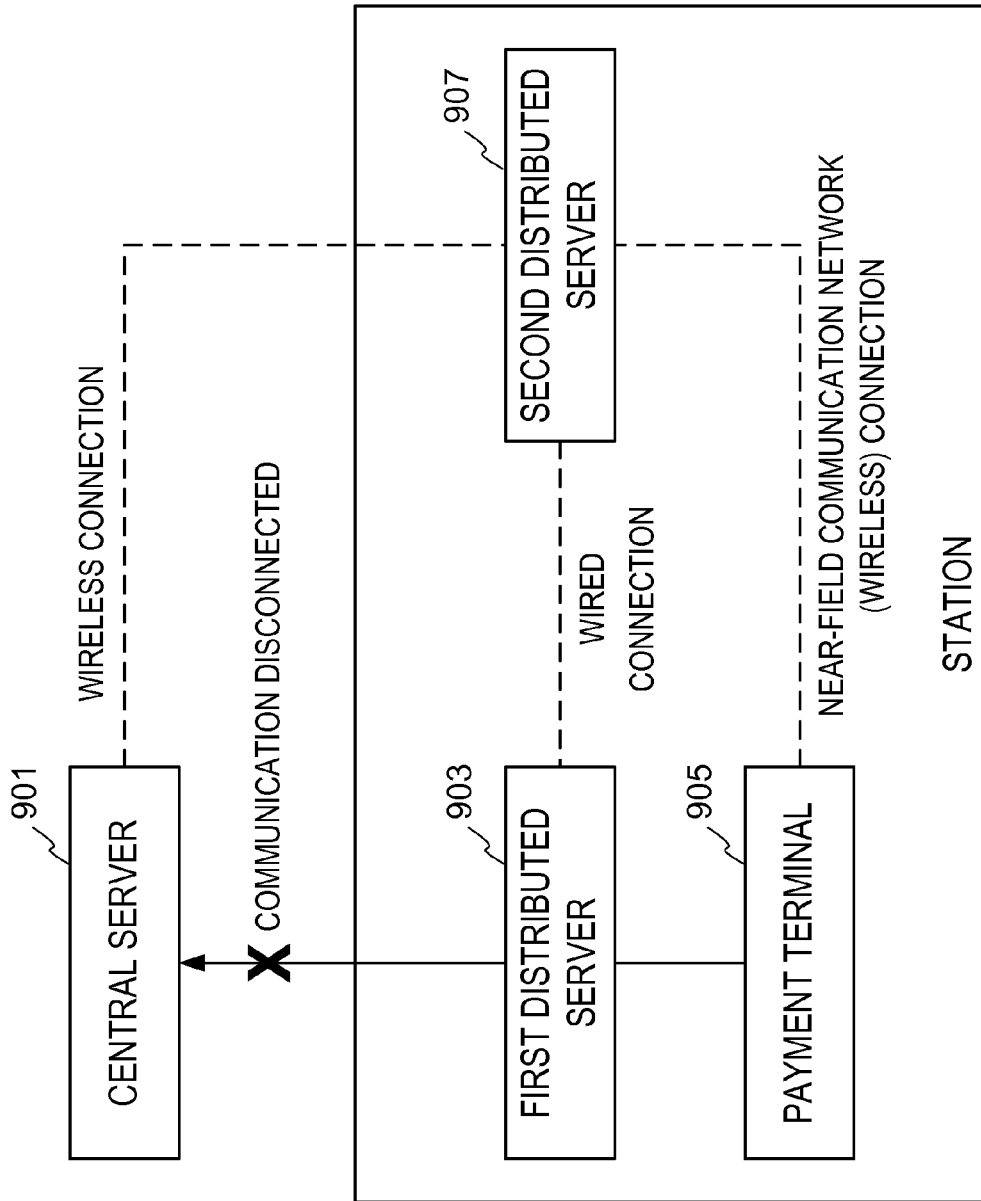 901
CENTRAL SERVER
WIRELESS CONNECTION
COMMUNICATION DISCONNECTED
903
FIRST DISTRIBUTED
SERVER
WIRED
CONNECTION
907
SECOND DISTRIBUTED
SERVER
905
PAYMENT TERMINAL
NEAR-FIELD COMMUNICATION NETWORK
(WIRELESS) CONNECTION
STATION